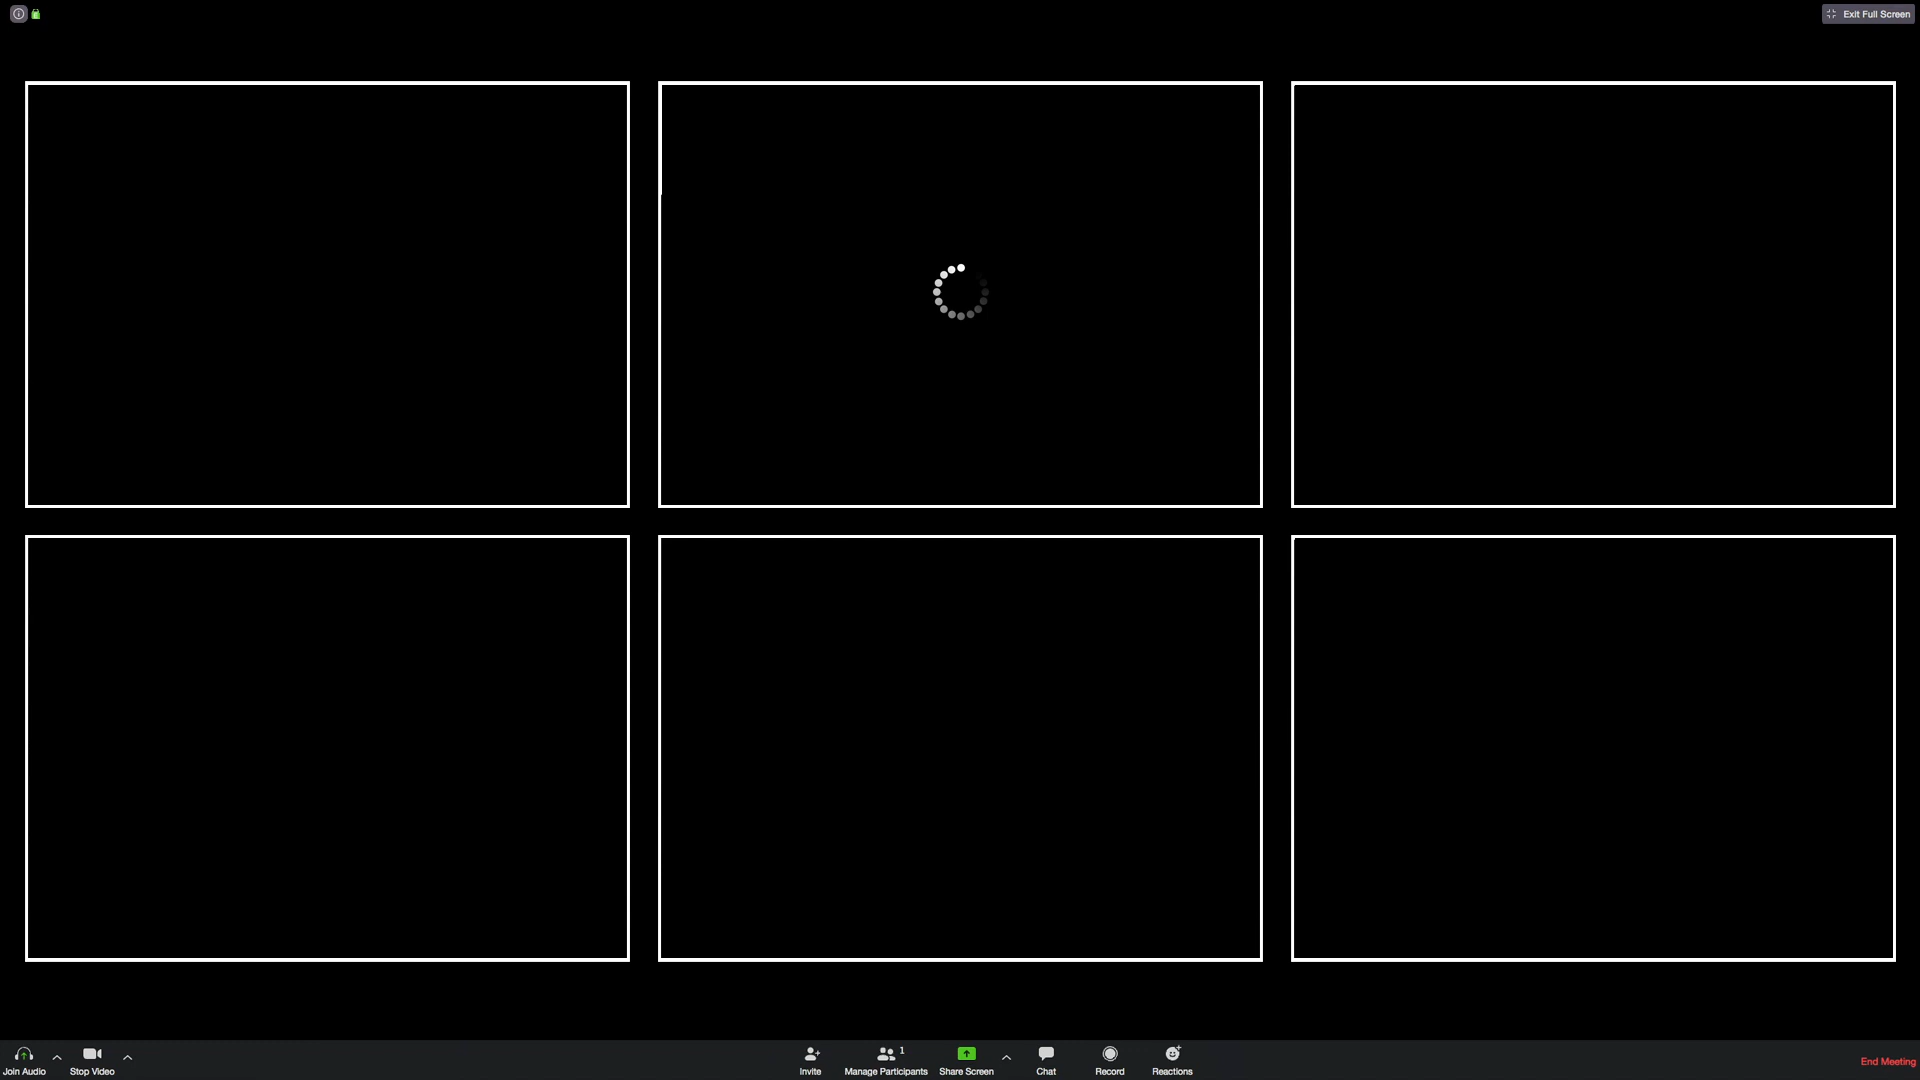 Exit Full Screen
Join Audio
Stop Video
Invite
Manage Participants
1
Share Screen
Chat
Record
Reactions
End Meeting